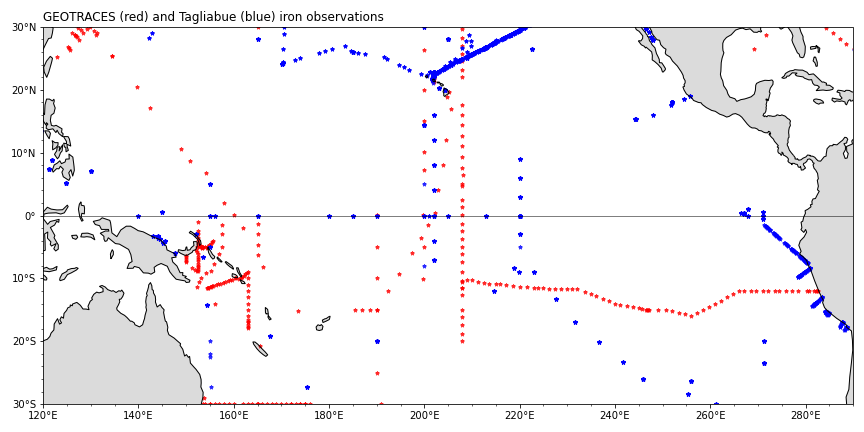 GEOTRACES (red) and Tagliabue (blue) iron observations
30°N
20°N
10°N
0°
10°S
20°S
30°S
120°E 140°E 160°E 180°E 200°E 220°E 240°E 260°E 280°E